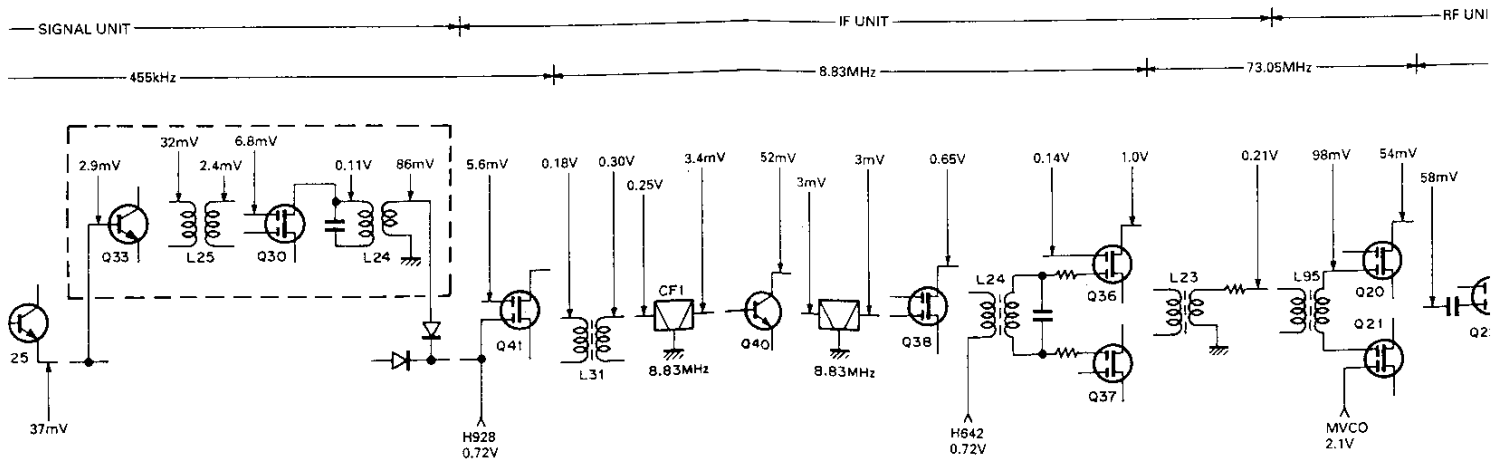 SIGNAL UNIT IF UNIT RF UNI
455kHz 8.83MHz 73.05MHz
32mV 6.8mV
2.9mV 2.4mV 0.11V 86mV 5.6mV 0.18V 0.30V 3.4mV 52mV 3mV 0.65V 0.14V 1.0V 0.21V 98mV 54mV
0.25V 3mV 58mV
Q33 L25 Q30 L24
CF1 L24 L23 L95
Q36 Q20
25 Q41 Q40 Q38 Q21 Q2
L31 8.83MHz 8.83MHz
Q37
37mV H928 H642 MVCO
0.72V 0.72V 2.1V